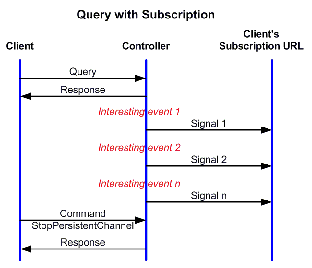 Query with Subscription
Client
Controller
Client's
Subscription URL
Query
Response
Interesting event 1
Signal 1
Interesting event 2
Signal 2
Interesting event n
Signal n
Command
StopPersistentChannel
Response